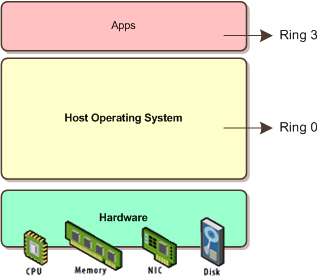 Apps
Ring 3
Host Operating System
Ring 0
Hardware
CPU
Memory
NIC
Disk